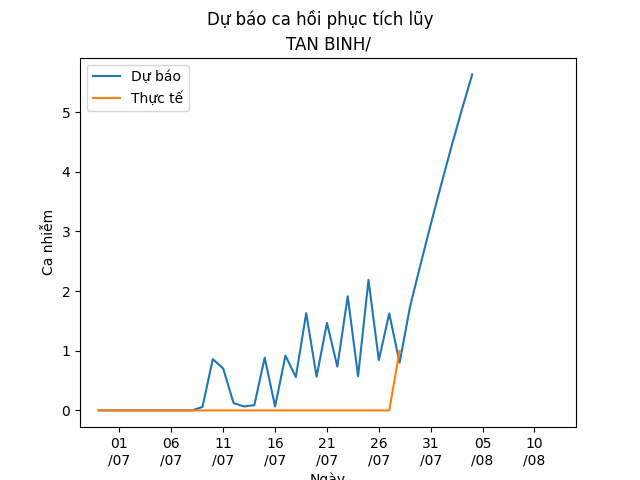 Dự báo ca hồi phục tích lũy
TAN BINH/
Dự báo
Thực tế
Ca nhiễm
5
4
3
2
1
0
01 06 11 16 21 26 31 05 10
/07 /07 /07 /07 /07 /07 /07 /08 /08
Ngày